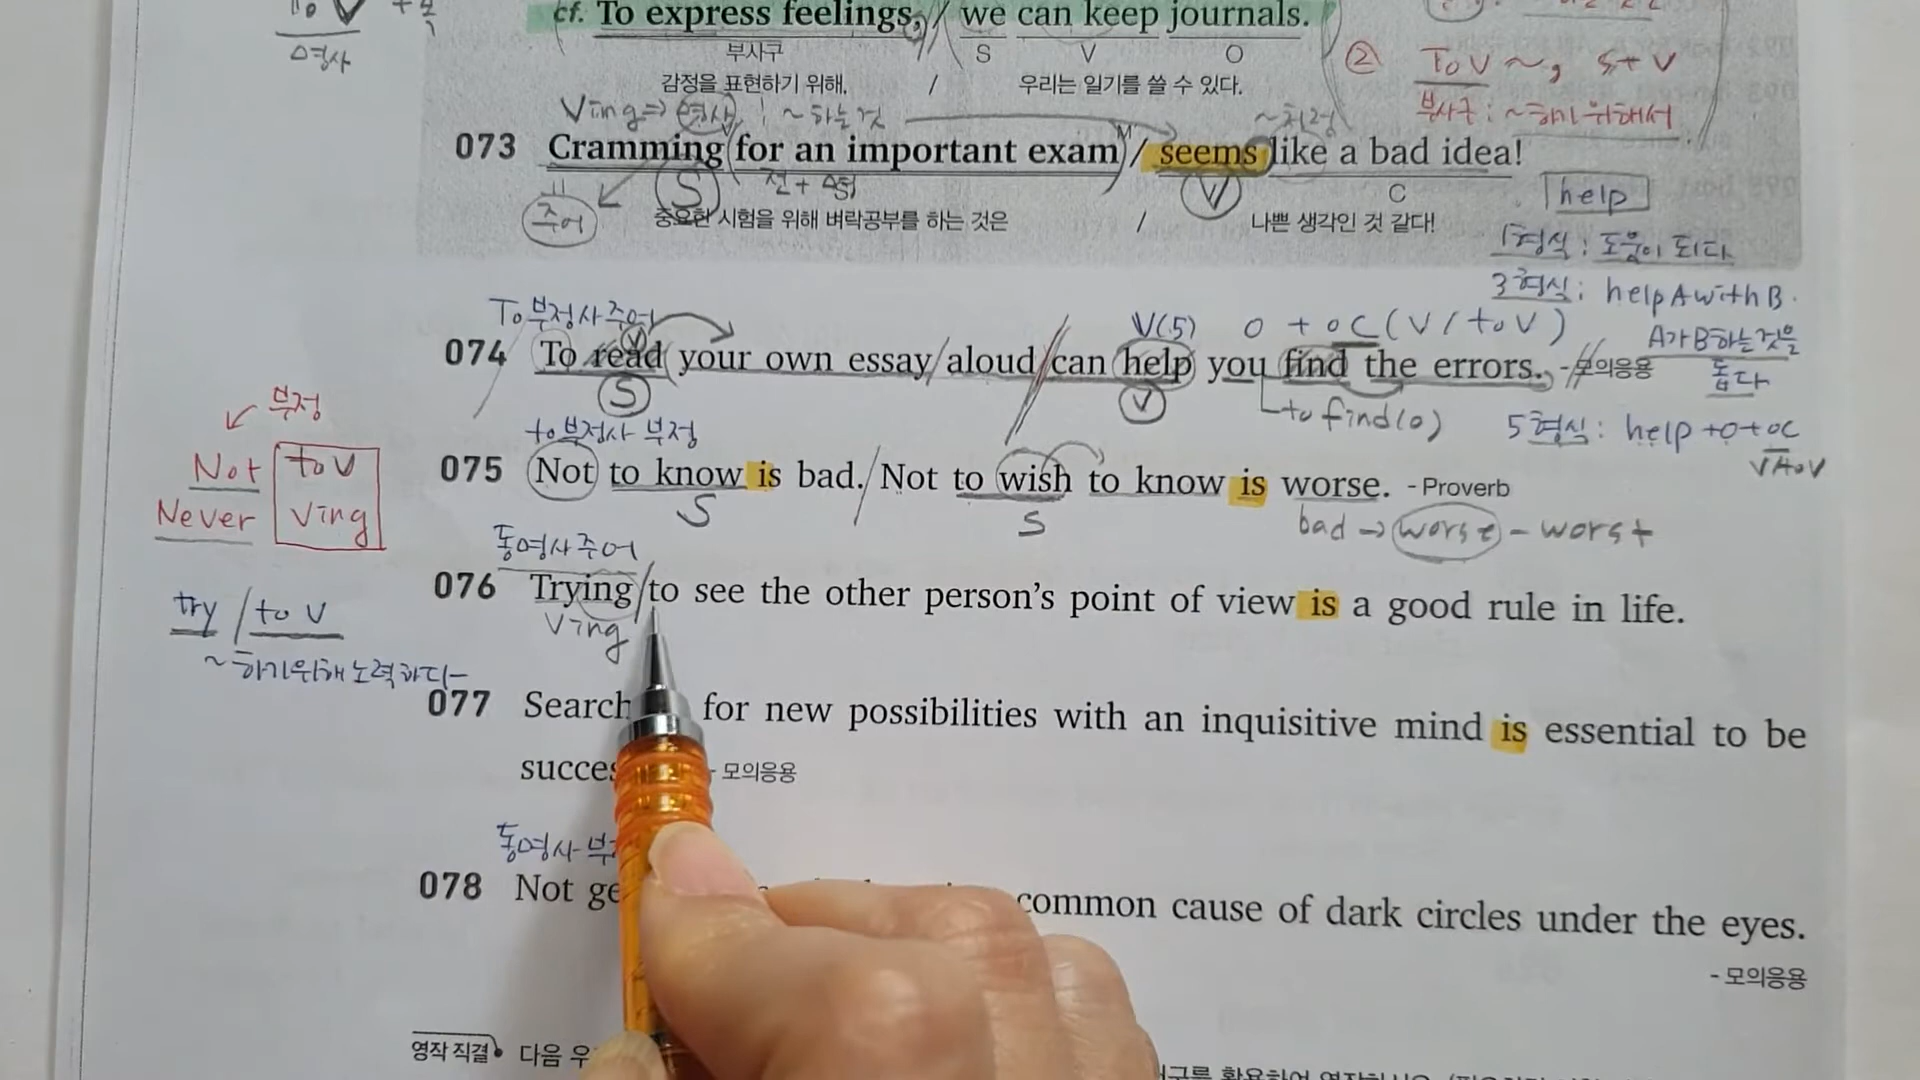 To V
명사
cf. To express feelings, / we can keep journals.
부사구 S V O
감정을 표현하기 위해, / 우리는 일기를 쓸 수 있다.
② To V ~, S + V
부사구 : ~하기위해서
Ving ⇒ 명사 : ~하는것
~처럼
073 Cramming for an important exam / seems like a bad idea!
M
주어 S 전 + 명 V C
중요한 시험을 위해 벼락공부를 하는 것은 / 나쁜 생각인 것 같다!
help
1형식 : 도움이 되다
3형식 : help A with B.
A가 B하는것을
돕다
5형식 : help + o + oc
To부정사주어 V(5) O + OC (V / to V)
V
074 To read your own essay / aloud / can help you find the errors. - 모의응용
S V to find (o)
부정
Not to V
Never Ving
to부정사 부정
075 Not to know is bad. / Not to wish to know is worse. - Proverb
S S bad → worse - worst
동명사주어
076 Trying / to see the other person's point of view is a good rule in life.
Ving
try / to V
~하기위해 노력하다
077 Search for new possibilities with an inquisitive mind is essential to be
succes - 모의응용
동명사
078 Not ge common cause of dark circles under the eyes.
- 모의응용
영작 직결 다음 우